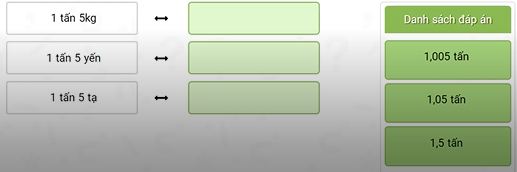 1 tấn 5kg
1 tấn 5 yến
1 tấn 5 tạ
Danh sách đáp án
1,005 tấn
1,05 tấn
1,5 tấn